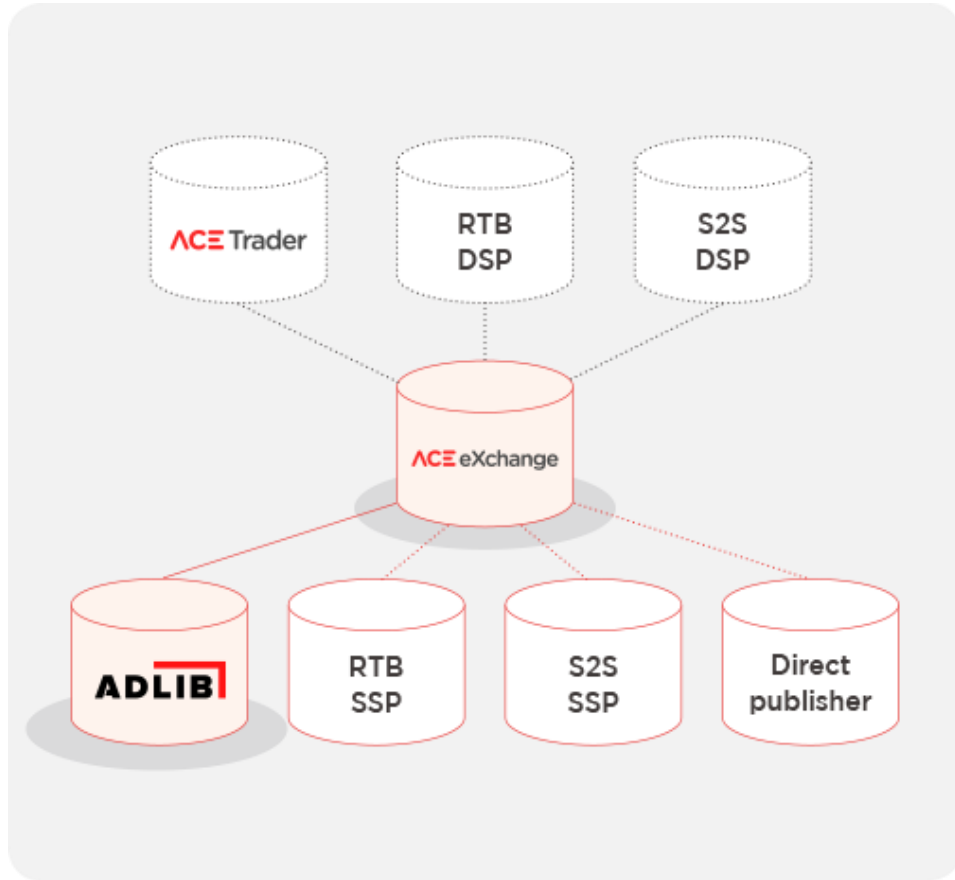 ACE Trader
RTB
DSP
S2S
DSP
ACE eXchange
ADLIB
RTB
SSP
S2S
SSP
Direct
publisher